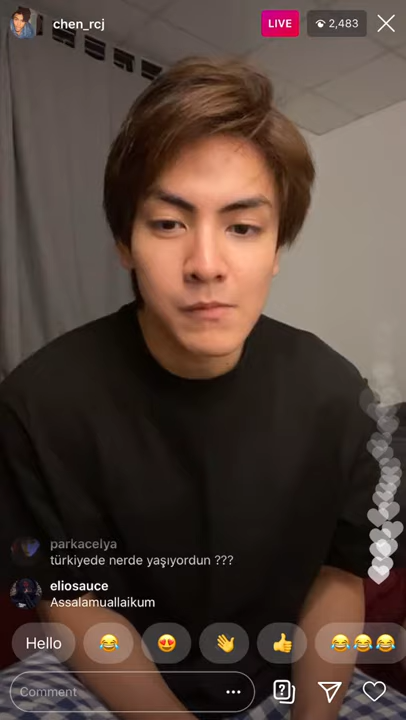 chen_rcj
LIVE
2,483
parkacelya
türkiyede nerde yaşıyordun ???
eliosauce
Assalamuallaikum
Hello
Comment